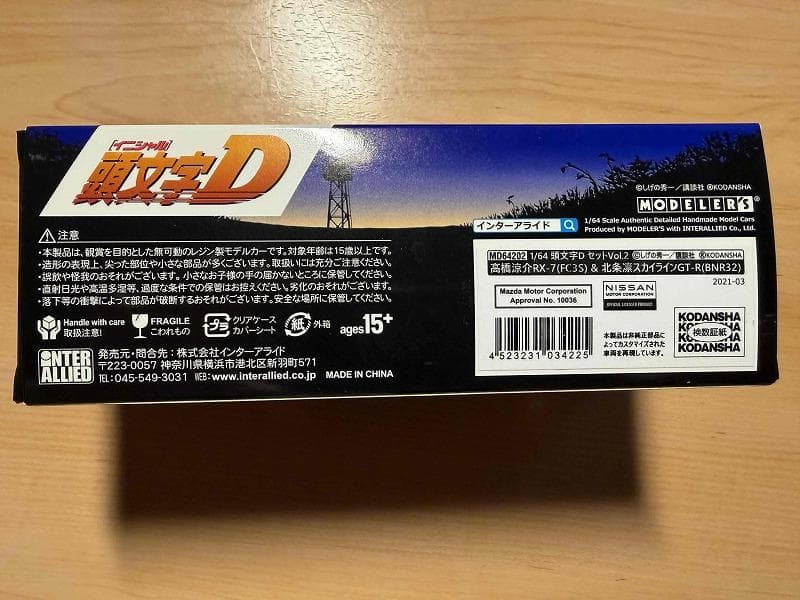 [イニシャル]
頭文字D
©しげの秀一/講談社 ®KODANSHA
MODELER'S
インターアライド
1/64 Scale Authentic Detailed Handmade Model Cars
Produced by MODELER'S with INTERALLIED Co., Ltd.
⚠注意
・本製品は、観賞を目的とした無可動のレジン製モデルカーです。対象年齢は15歳以上です。
・造形の表現上、尖った部位や小さな部品が多くございます。取扱いには充分ご注意ください。
・誤飲や怪我のおそれがございます。小さなお子様の手の届かないところに保管してください。
・直射日光や高温多湿等、過度な条件での保管はお控えください。劣化のおそれがございます。
・落下等の衝撃によって部品が破損するおそれがございます。安全な場所に保管してください。
Handle with care
取扱注意!
FRAGILE
こわれもの
プラ
クリアケース
カバーシート
紙
外箱
ages15+
INTER
ALLIED
発売元・問合先:株式会社インターアライド
〒223-0057 神奈川県横浜市港北区新羽町571
TEL:045-549-3031 WEB:www.interallied.co.jp MADE IN CHINA
MD64202 1/64 頭文字D セットVol.2 ©しげの秀一/講談社 ®KODANSHA
高橋涼介RX-7(FC3S) & 北条凛スカイラインGT-R(BNR32)
2021-03
Mazda Motor Corporation
Approval No. 10036
NISSAN
MOTOR CORPORATION
OFFICIAL LICENSED PRODUCT
4 523231 034225
本製品は非純正部品に
よってカスタマイズされた
車両を再現しています。
KODANSHA
検数証紙
KODANSHA